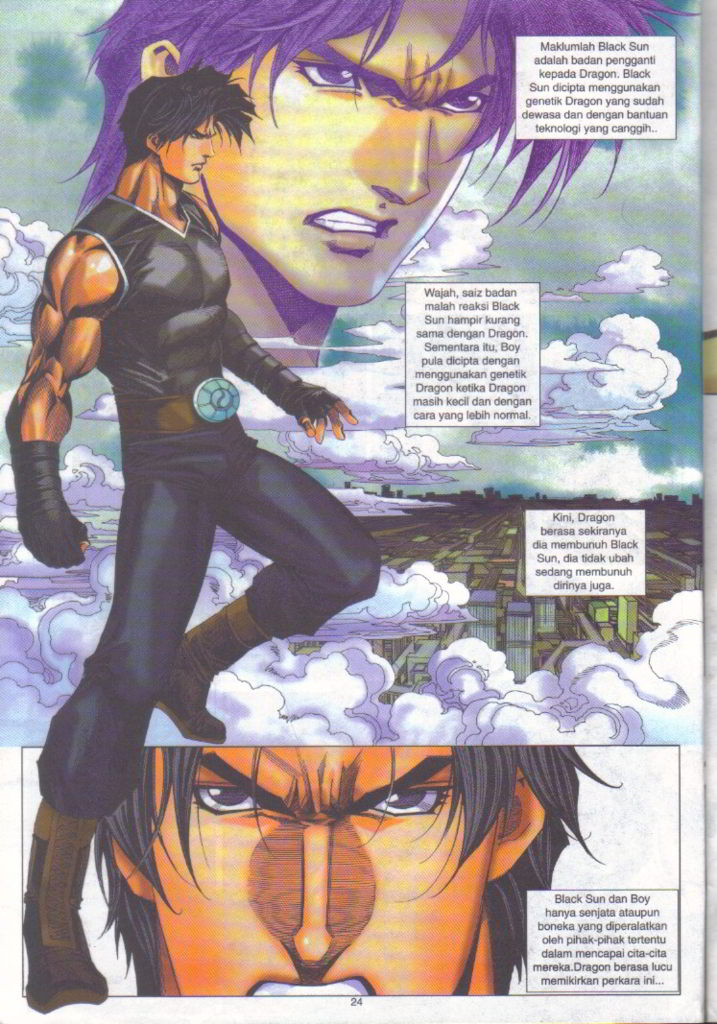 Maklumlah Black Sun
adalah badan pengganti
kepada Dragon. Black
Sun dicipta menggunakan
genetik Dragon yang sudah
dewasa dan dengan bantuan
teknologi yang canggih..
Wajah, saiz badan
malah reaksi Black
Sun hampir kurang
sama dengan Dragon.
Sementara itu, Boy
pula dicipta dengan
menggunakan genetik
Dragon ketika Dragon
masih kecil dan dengan
cara yang lebih normal.
Kini, Dragon
berasa sekiranya
dia membunuh Black
Sun, dia tidak ubah
sedang membunuh
dirinya juga.
Black Sun dan Boy
hanya senjata ataupun
boneka yang diperalatkan
oleh pihak-pihak tertentu
dalam mencapai cita-cita
mereka.Dragon berasa lucu
memikirkan perkara ini...
24